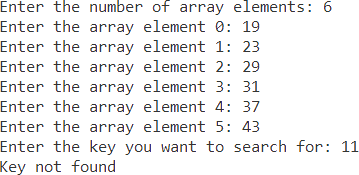 Enter the number of array elements: 6
Enter the array element 0: 19
Enter the array element 1: 23
Enter the array element 2: 29
Enter the array element 3: 31
Enter the array element 4: 37
Enter the array element 5: 43
Enter the key you want to search for: 11
Key not found